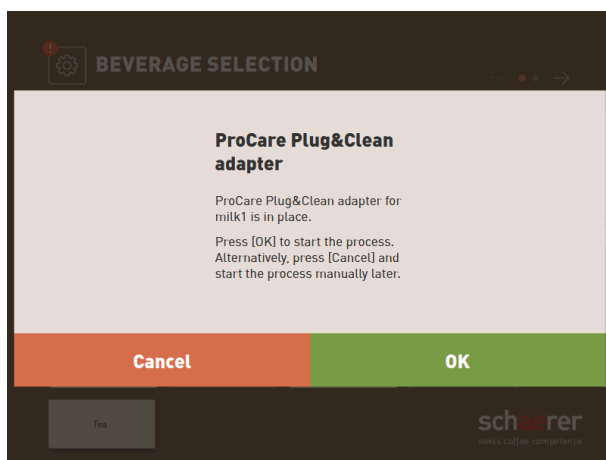 !
BEVERAGE SELECTION
ProCare Plug&Clean
adapter
ProCare Plug&Clean adapter for
milk1 is in place.
Press [OK] to start the process.
Alternatively, press [Cancel] and
start the process manually later.
Cancel
OK
Tea
schaerer
swiss coffee competence